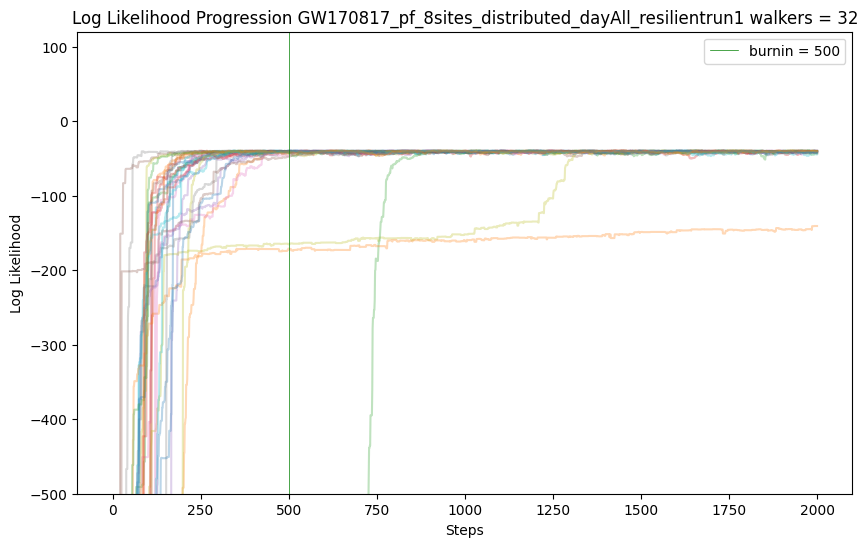 Log Likelihood Progression GW170817_pf_8sites_distributed_dayAll_resilientrun1 walkers = 32
burnin = 500
100
0
−100
−200
−300
−400
−500
Log Likelihood
0 250 500 750 1000 1250 1500 1750 2000
Steps